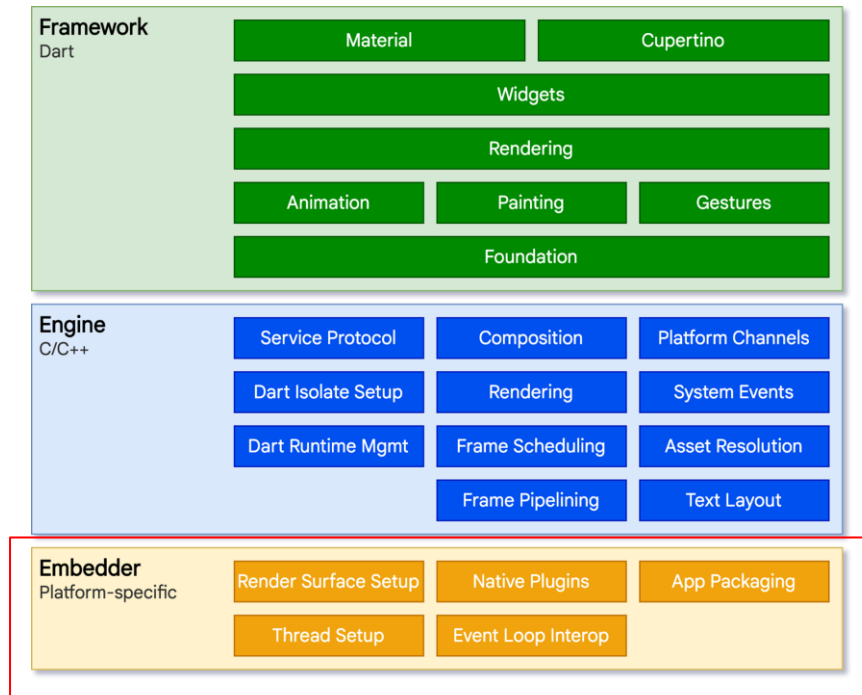 Framework
Dart
Material
Cupertino
Widgets
Rendering
Animation
Painting
Gestures
Foundation
Engine
C/C++
Service Protocol
Composition
Platform Channels
Dart Isolate Setup
Rendering
System Events
Dart Runtime Mgmt
Frame Scheduling
Asset Resolution
Frame Pipelining
Text Layout
Embedder
Platform-specific
Render Surface Setup
Native Plugins
App Packaging
Thread Setup
Event Loop Interop